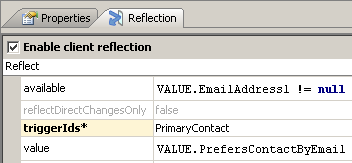 Properties Reflection
Enable client reflection
Reflect
available VALUE.EmailAddress1 != null
reflectDirectChangesOnly false
triggerIds* PrimaryContact
value VALUE.PrefersContactByEmail